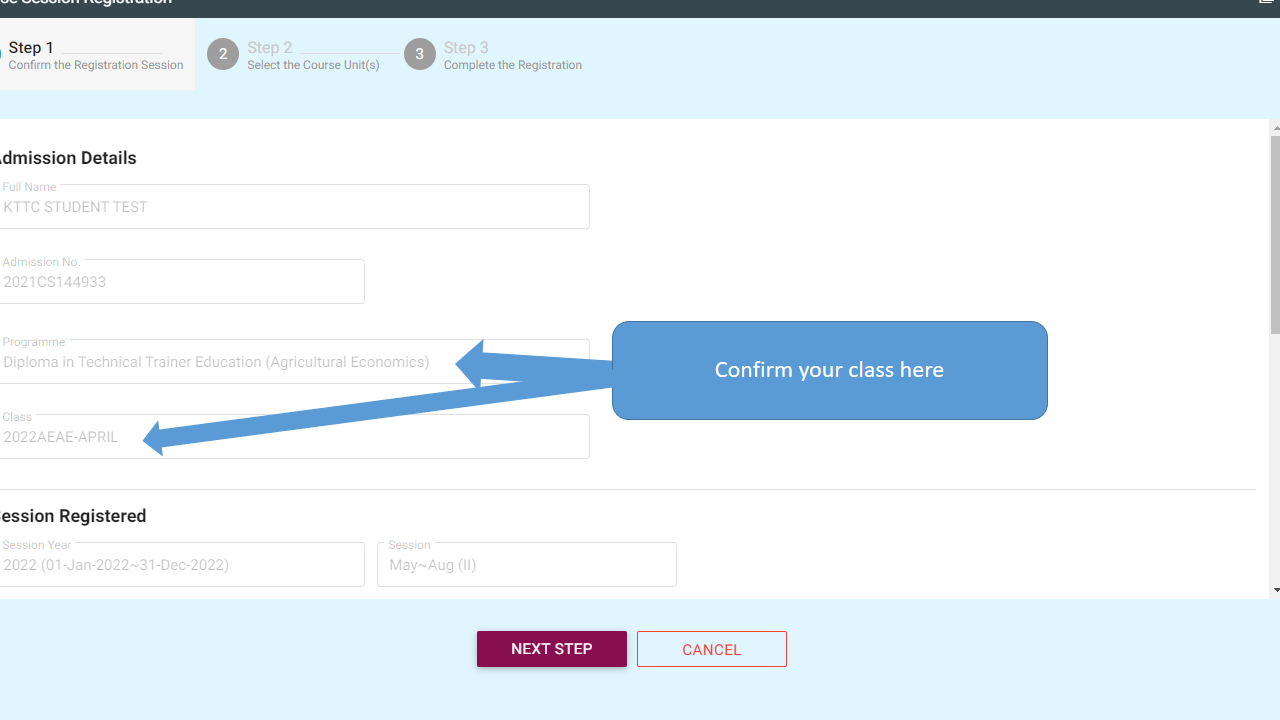 se Session Registration
Step 1
Confirm the Registration Session
2
Step 2
Select the Course Unit(s)
3
Step 3
Complete the Registration
Admission Details
Full Name
KTTC STUDENT TEST
Admission No.
2021CS144933
Programme
Diploma in Technical Trainer Education (Agricultural Economics)
Confirm your class here
Class
2022AEAE-APRIL
Session Registered
Session Year
2022 (01-Jan-2022~31-Dec-2022)
Session
May~Aug (II)
NEXT STEP
CANCEL